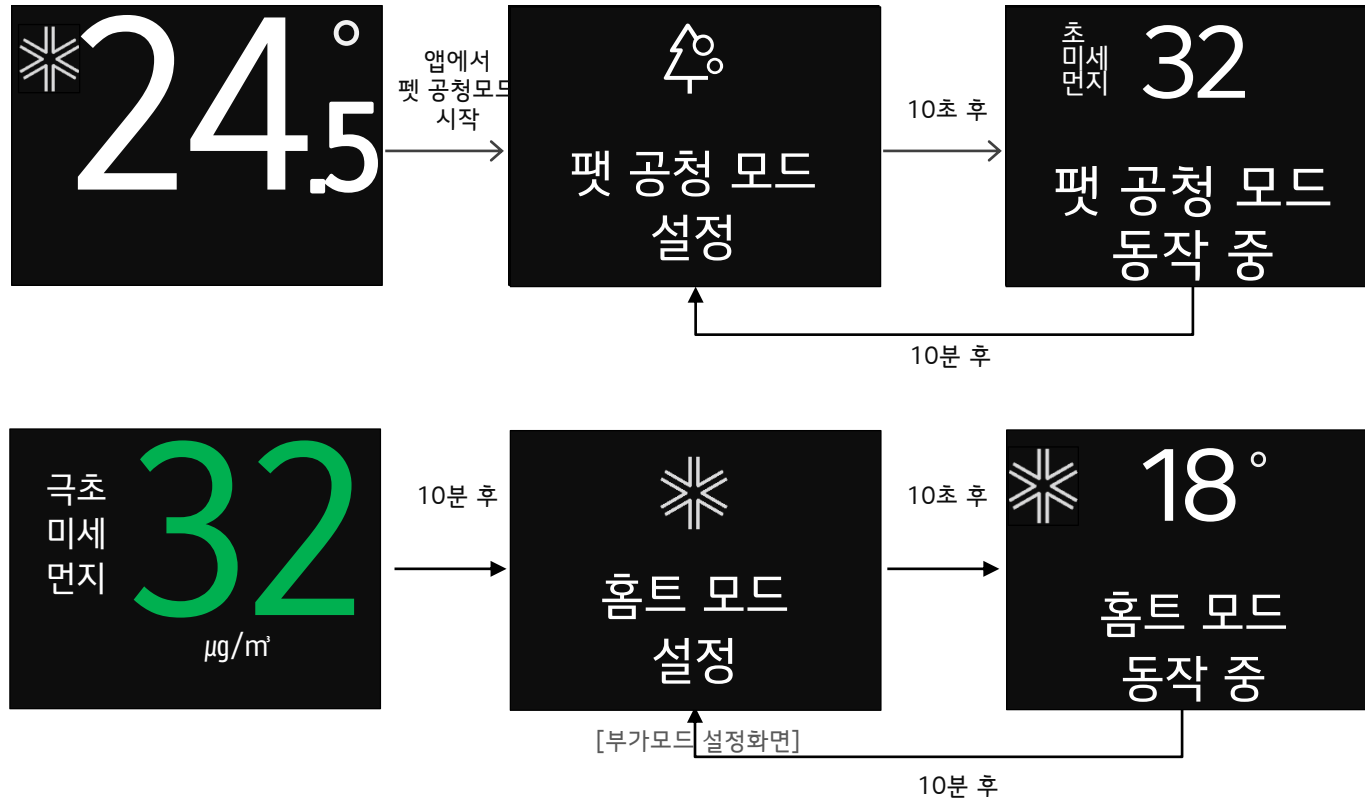 24.5°
앱에서
펫 공청모드
시작
팻 공청 모드
설정
10초 후
초
미세
먼지
32
팻 공청 모드
동작 중
10분 후
극초
미세
먼지
32
μg/㎥
10분 후
홈트 모드
설정
[부가모드 설정화면]
10초 후
18°
홈트 모드
동작 중
10분 후